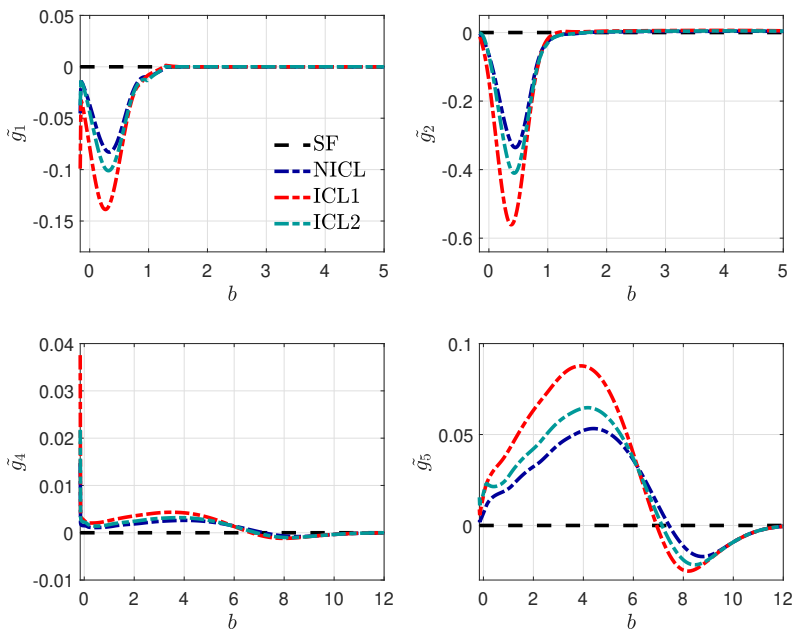 0.05
0
-0.05
-0.1
-0.15
g̃₁
0 1 2 3 4 5
b
SF
NICL
ICL1
ICL2
0
-0.2
-0.4
-0.6
g̃₂
0 1 2 3 4 5
b
0.04
0.03
0.02
0.01
0
-0.01
g̃₄
0 2 4 6 8 10 12
b
0.1
0.05
0
g̃₅
0 2 4 6 8 10 12
b